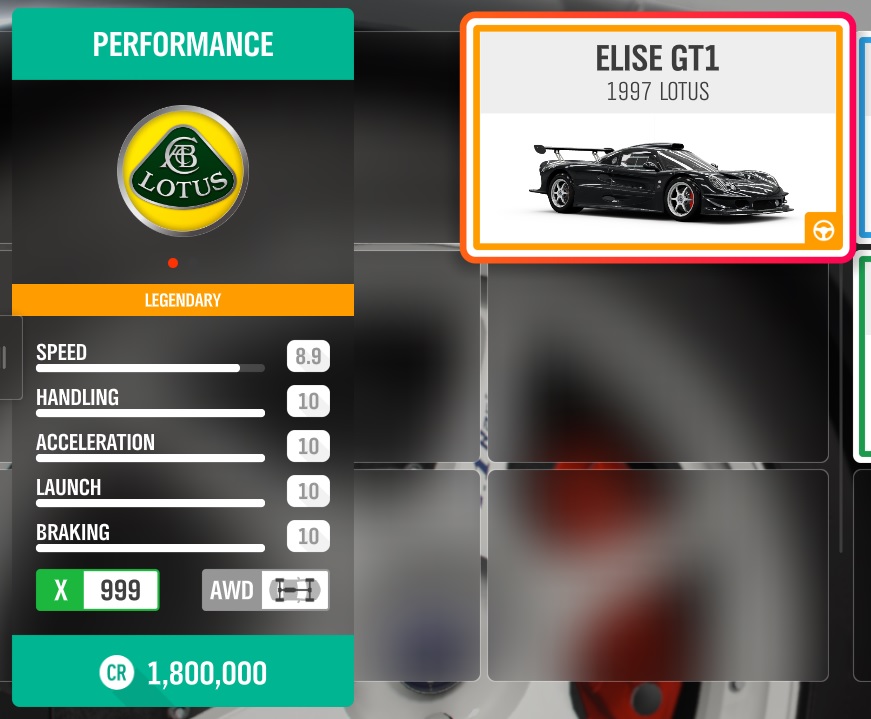 PERFORMANCE
LOTUS
LEGENDARY
SPEED 8.9
HANDLING 10
ACCELERATION 10
LAUNCH 10
BRAKING 10
X 999 AWD
CR 1,800,000
ELISE GT1
1997 LOTUS